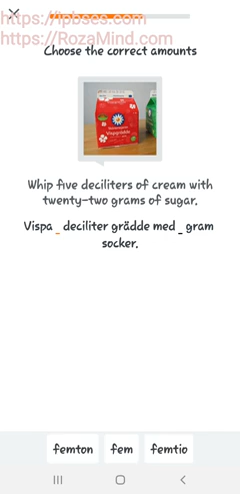 https://ipbses.com
https://RozaMind.com
Choose the correct amounts
Vispgrädde
Whip five deciliters of cream with
twenty-two grams of sugar.
Vispa _ deciliter grädde med _ gram
socker.
femton fem femtio